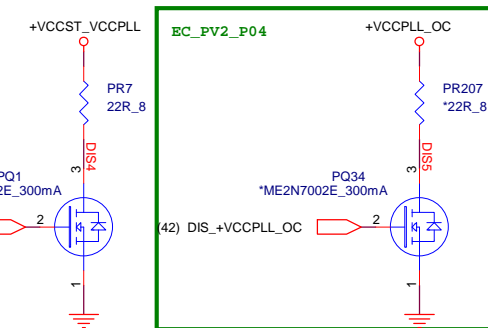 +VCCST_VCCPLL
PR7
22R_8
DIS4
3
PQ1
2E_300mA
2
1
EC_PV2_P04
+VCCPLL_OC
PR207
*22R_8
DIS5
3
PQ34
*ME2N7002E_300mA
(42) DIS_+VCCPLL_OC
2
1